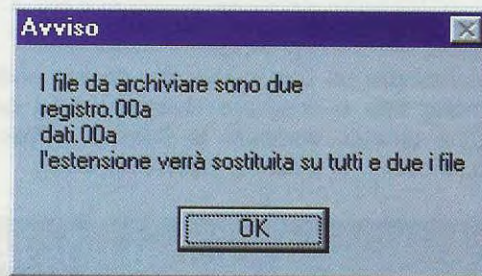 Avviso
I file da archiviare sono due
registro.00a
dati.00a
l'estensione verrà sostituita su tutti e due i file
OK